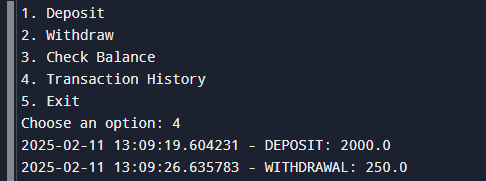 1. Deposit
2. Withdraw
3. Check Balance
4. Transaction History
5. Exit
Choose an option: 4
2025-02-11 13:09:19.604231 - DEPOSIT: 2000.0
2025-02-11 13:09:26.635783 - WITHDRAWAL: 250.0